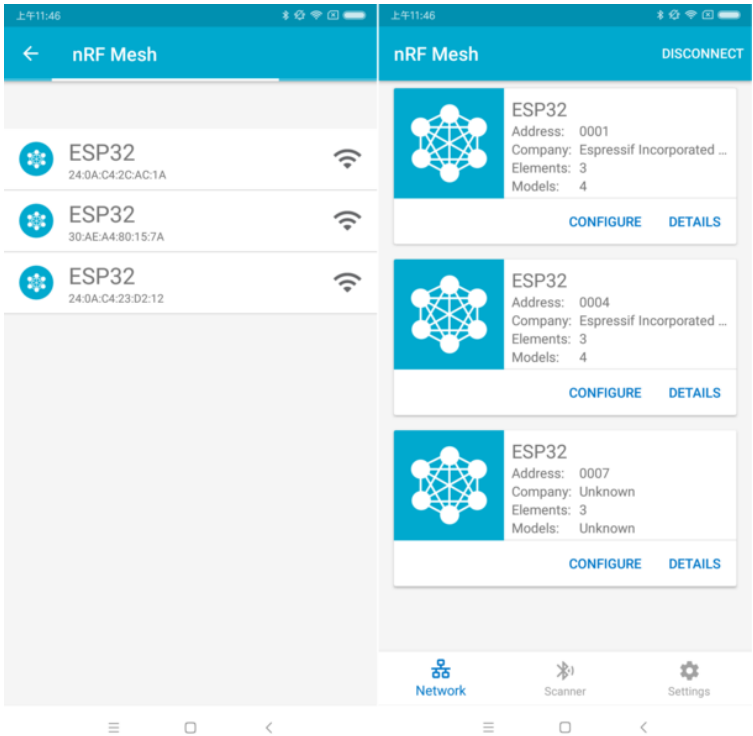 上午11:46
nRF Mesh
ESP32
24:0A:C4:2C:AC:1A
ESP32
30:AE:A4:80:15:7A
ESP32
24:0A:C4:23:D2:12
上午11:46
nRF Mesh DISCONNECT
ESP32
Address: 0001
Company: Espressif Incorporated ...
Elements: 3
Models: 4
CONFIGURE DETAILS
ESP32
Address: 0004
Company: Espressif Incorporated ...
Elements: 3
Models: 4
CONFIGURE DETAILS
ESP32
Address: 0007
Company: Unknown
Elements: 3
Models: Unknown
CONFIGURE DETAILS
Network Scanner Settings